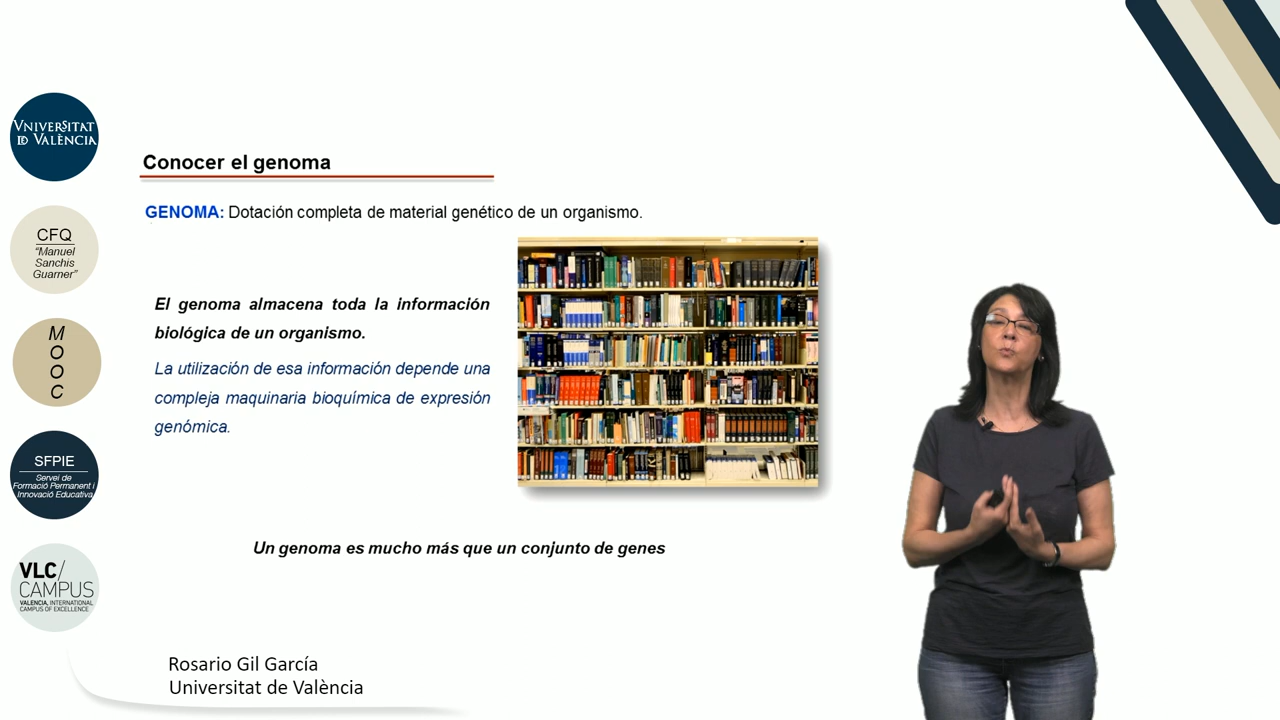 Conocer el genoma
GENOMA: Dotación completa de material genético de un organismo.
El genoma almacena toda la información
biológica de un organismo.
La utilización de esa información depende una
compleja maquinaria bioquímica de expresión
genómica.
Un genoma es mucho más que un conjunto de genes
Rosario Gil García
Universitat de València
VNIVERSITAT
ID VALÈNCIA
CFQ
"Manuel
Sanchis
Guarner"
M
O
O
C
SFPIE
Servei de
Formació Permanent i
Innovació Educativa
VLC/
CAMPUS
VALENCIA, INTERNATIONAL
CAMPUS OF EXCELLENCE